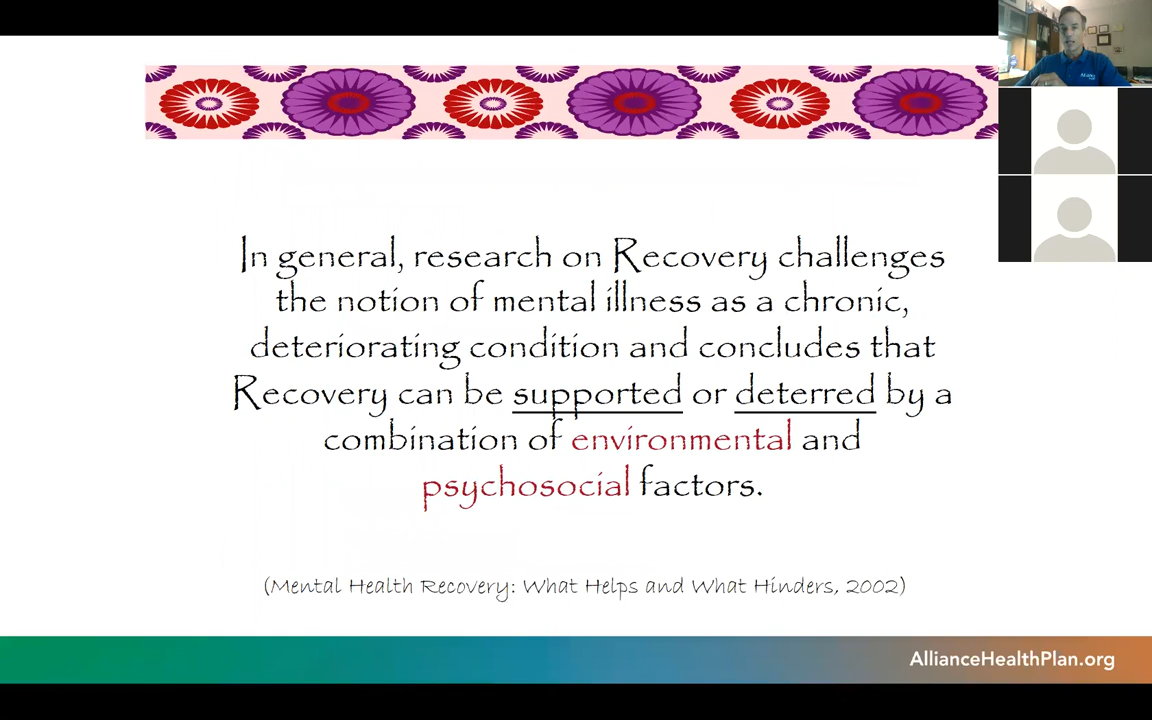 In general, research on Recovery challenges
the notion of mental illness as a chronic,
deteriorating condition and concludes that
Recovery can be supported or deterred by a
combination of environmental and
psychosocial factors.
(Mental Health Recovery: What Helps and What Hinders, 2002)
AllianceHealthPlan.org